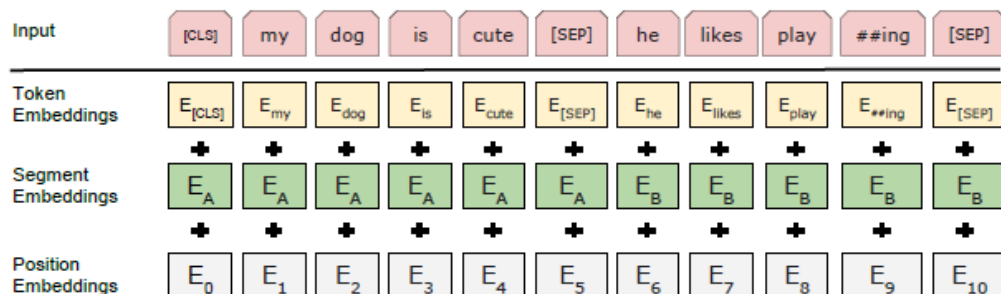 Input [CLS] my dog is cute [SEP] he likes play ##ing [SEP]
Token Embeddings E[CLS] Emy Edog Eis Ecute E[SEP] Ehe Elikes Eplay E##ing E[SEP]
+ + + + + + + + + + +
Segment Embeddings EA EA EA EA EA EA EB EB EB EB EB
+ + + + + + + + + + +
Position Embeddings E0 E1 E2 E3 E4 E5 E6 E7 E8 E9 E10